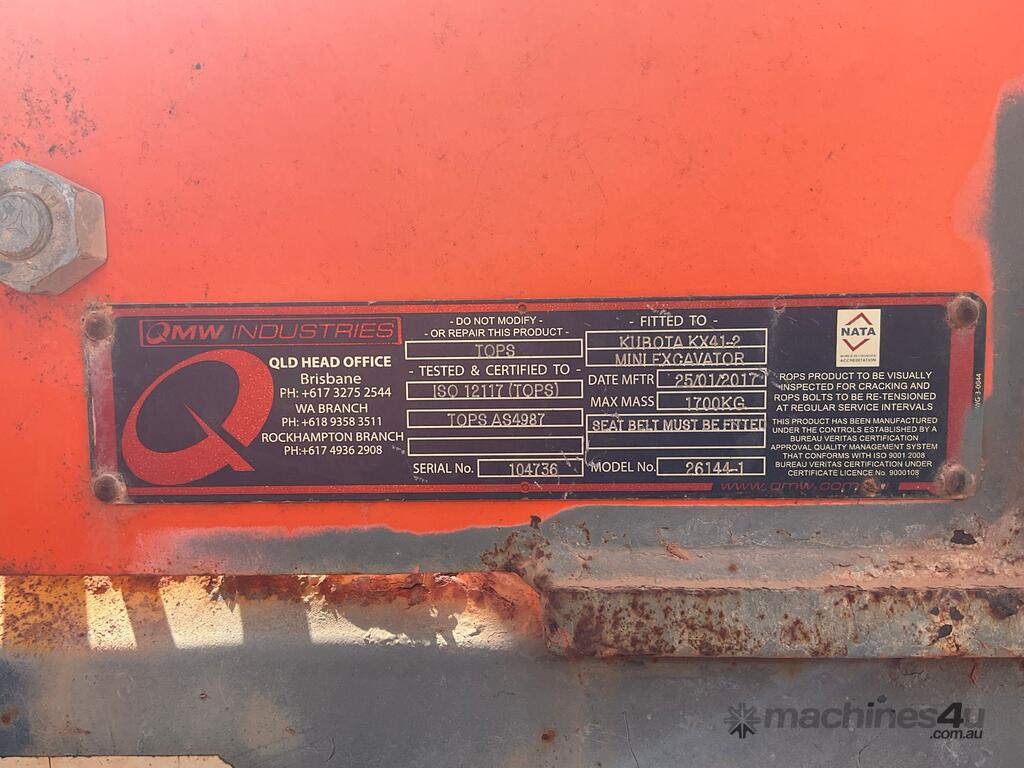 QMW INDUSTRIES
QLD HEAD OFFICE
Brisbane
PH: +617 3275 2544
WA BRANCH
PH: +618 9358 3511
ROCKHAMPTON BRANCH
PH:+617 4936 2908
- DO NOT MODIFY -
- OR REPAIR THIS PRODUCT -
TOPS
- TESTED & CERTIFIED TO -
ISO 12117 (TOPS)
TOPS AS4987
SERIAL No. 104736
- FITTED TO -
KUBOTA KX41-2
MINI EXCAVATOR
DATE MFTR 25/01/2017
MAX MASS 1700KG
SEAT BELT MUST BE FITTED
MODEL No. 26144-1
www.qmw.com
NATA
ACCREDITATION
ROPS PRODUCT TO BE VISUALLY
INSPECTED FOR CRACKING AND
ROPS BOLTS TO BE RE-TENSIONED
AT REGULAR SERVICE INTERVALS
THIS PRODUCT HAS BEEN MANUFACTURED
UNDER THE CONTROLS ESTABLISHED BY A
BUREAU VERITAS CERTIFICATION
APPROVAL QUALITY MANAGEMENT SYSTEM
THAT CONFORMS WITH ISO 9001:2008
BUREAU VERITAS CERTIFICATION UNDER
CERTIFICATE LICENCE No. 9000108
machines4u
.com.au